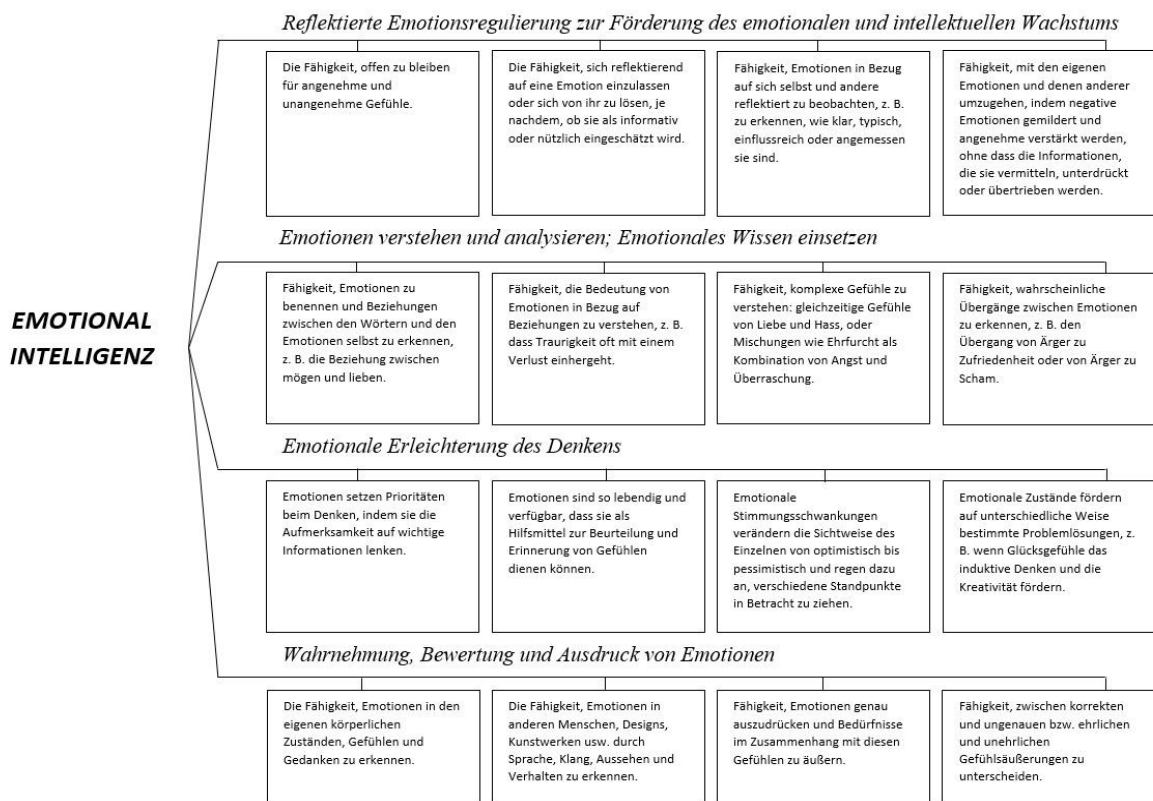 Reflektierte Emotionsregulierung zur Förderung des emotionalen und intellektuellen Wachstums
Die Fähigkeit, offen zu bleiben
für angenehme und
unangenehme Gefühle.
Die Fähigkeit, sich reflektierend
auf eine Emotion einzulassen
oder sich von ihr zu lösen, je
nachdem, ob sie als informativ
oder nützlich eingeschätzt wird.
Fähigkeit, Emotionen in Bezug
auf sich selbst und andere
reflektiert zu beobachten, z. B.
zu erkennen, wie klar, typisch,
einflussreich oder angemessen
sie sind.
Fähigkeit, mit den eigenen
Emotionen und denen anderer
umzugehen, indem negative
Emotionen gemildert und
angenehme verstärkt werden,
ohne dass die Informationen,
die sie vermitteln, unterdrückt
oder übertrieben werden.
EMOTIONAL
INTELLIGENZ
Emotionen verstehen und analysieren; Emotionales Wissen einsetzen
Fähigkeit, Emotionen zu
benennen und Beziehungen
zwischen den Wörtern und den
Emotionen selbst zu erkennen,
z. B. die Beziehung zwischen
mögen und lieben.
Fähigkeit, die Bedeutung von
Emotionen in Bezug auf
Beziehungen zu verstehen, z. B.
dass Traurigkeit oft mit einem
Verlust einhergeht.
Fähigkeit, komplexe Gefühle zu
verstehen: gleichzeitige Gefühle
von Liebe und Hass, oder
Mischungen wie Ehrfurcht als
Kombination von Angst und
Überraschung.
Fähigkeit, wahrscheinliche
Übergänge zwischen Emotionen
zu erkennen, z. B. den
Übergang von Ärger zu
Zufriedenheit oder von Ärger zu
Scham.
Emotionale Erleichterung des Denkens
Emotionen setzen Prioritäten
beim Denken, indem sie die
Aufmerksamkeit auf wichtige
Informationen lenken.
Emotionen sind so lebendig und
verfügbar, dass sie als
Hilfsmittel zur Beurteilung und
Erinnerung von Gefühlen
dienen können.
Emotionale
Stimmungsschwankungen
verändern die Sichtweise des
Einzelnen von optimistisch bis
pessimistisch und regen dazu
an, verschiedene Standpunkte
in Betracht zu ziehen.
Emotionale Zustände fördern
auf unterschiedliche Weise
bestimmte Problemlösungen, z.
B. wenn Glücksgefühle das
induktive Denken und die
Kreativität fördern.
Wahrnehmung, Bewertung und Ausdruck von Emotionen
Die Fähigkeit, Emotionen in den
eigenen körperlichen
Zuständen, Gefühlen und
Gedanken zu erkennen.
Die Fähigkeit, Emotionen in
anderen Menschen, Designs,
Kunstwerken usw. durch
Sprache, Klang, Aussehen und
Verhalten zu erkennen.
Fähigkeit, Emotionen genau
auszudrücken und Bedürfnisse
im Zusammenhang mit diesen
Gefühlen zu äußern.
Fähigkeit, zwischen korrekten
und ungenauen bzw. ehrlichen
und unehrlichen
Gefühlsäußerungen zu
unterscheiden.